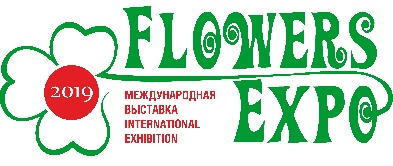 FLOWERS
EXPO
2019
МЕЖДУНАРОДНАЯ
ВЫСТАВКА
INTERNATIONAL
EXHIBITION